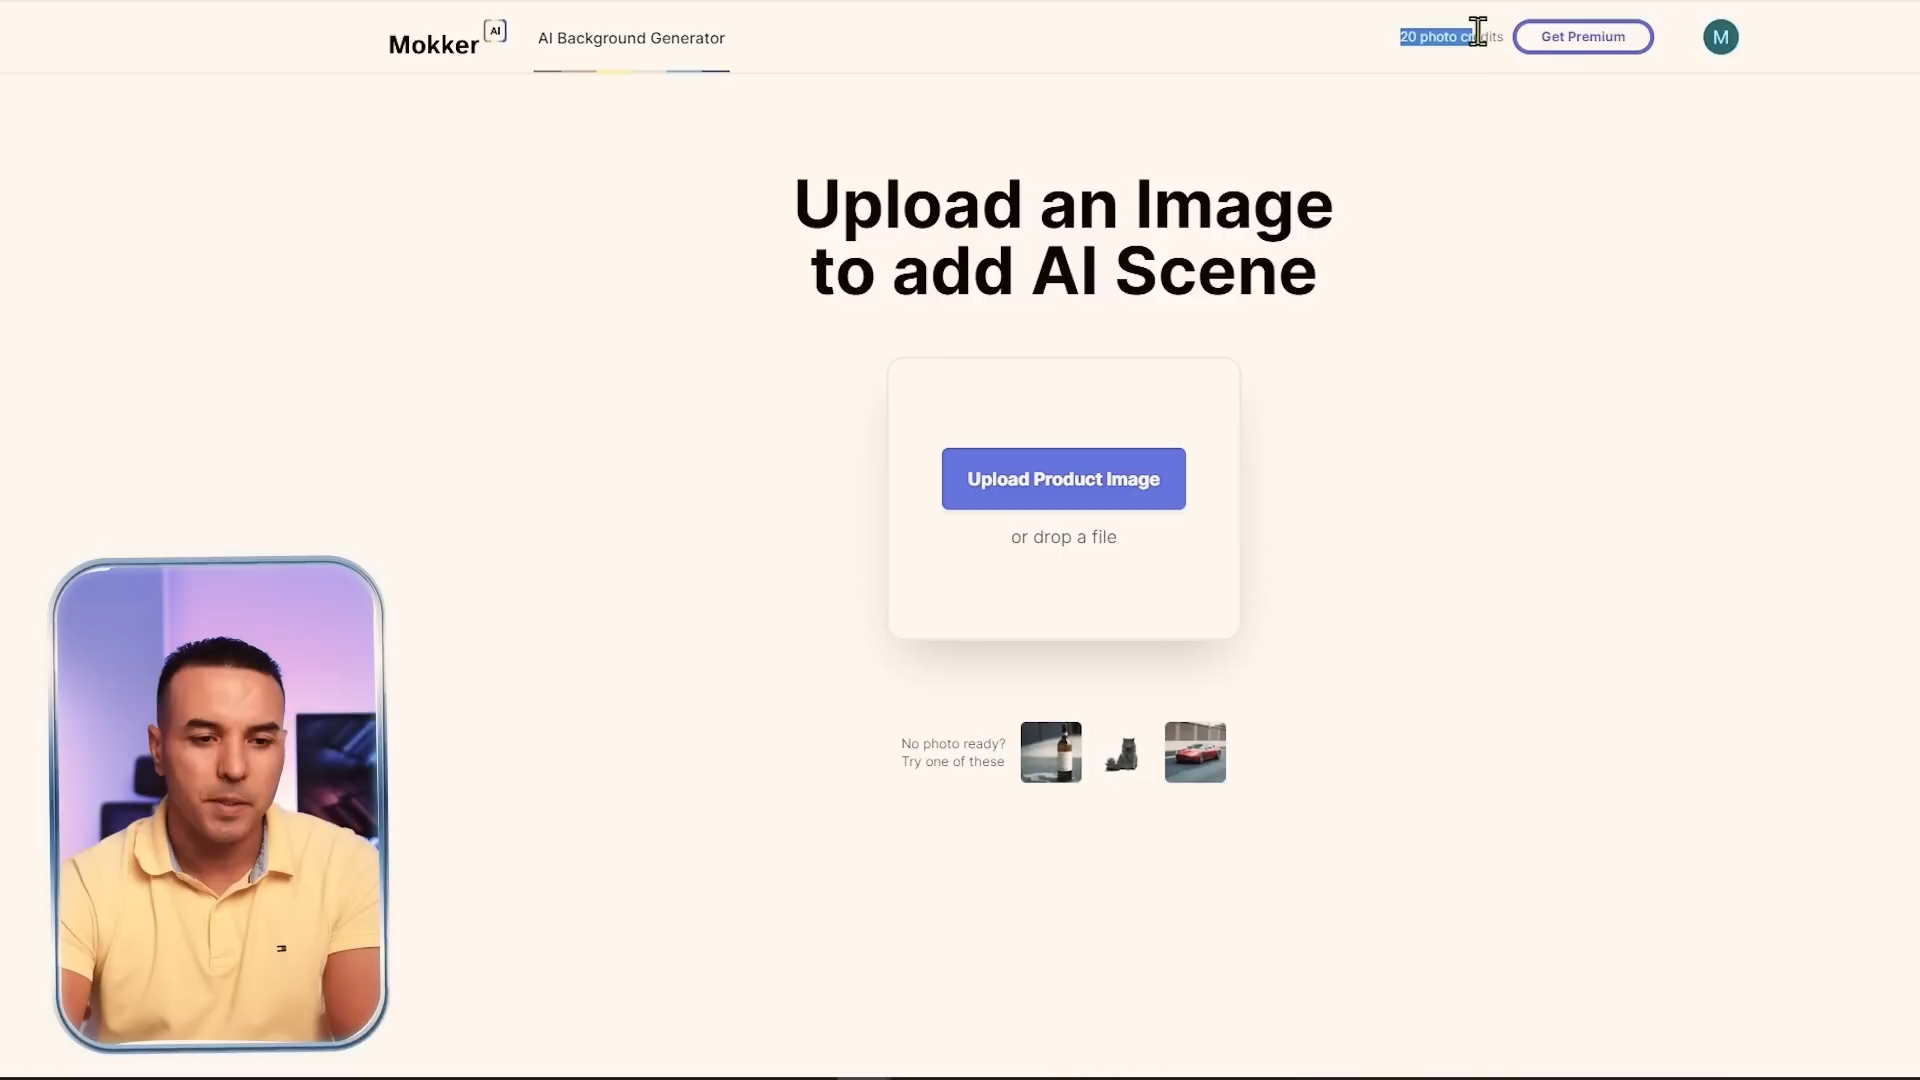 Mokker AI
AI Background Generator
20 photo credits
Get Premium
M
Upload an Image
to add AI Scene
Upload Product Image
or drop a file
No photo ready?
Try one of these